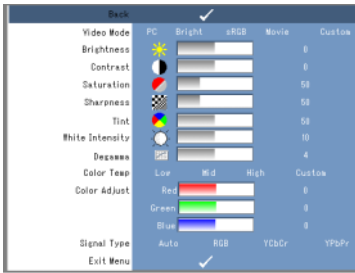 Back
Video Mode PC Bright sRGB Movie Custom
Brightness 0
Contrast 0
Saturation 50
Sharpness 50
Tint 50
White Intensity 10
Degamma 4
Color Temp Low Mid High Custom
Color Adjust Red 0
Green 0
Blue 0
Signal Type Auto RGB YCbCr YPbPr
Exit Menu